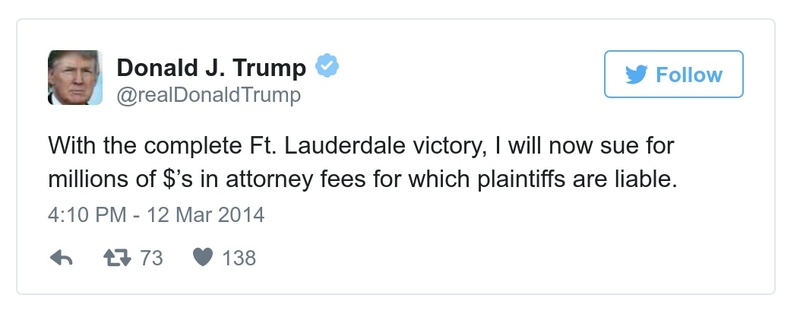 Donald J. Trump
@realDonaldTrump
Follow
With the complete Ft. Lauderdale victory, I will now sue for
millions of $’s in attorney fees for which plaintiffs are liable.
4:10 PM - 12 Mar 2014
73 138